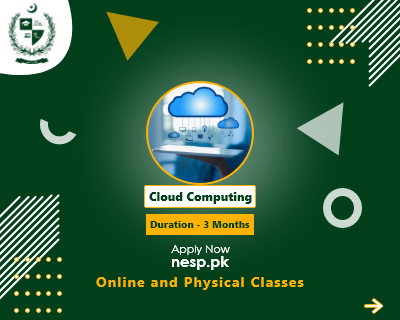 Cloud Computing
Duration - 3 Months
Apply Now
nesp.pk
Online and Physical Classes